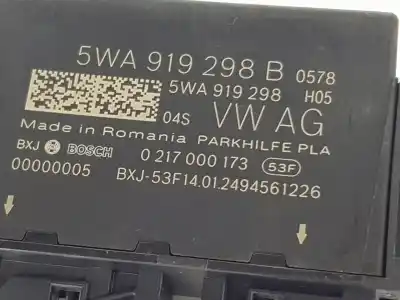 5WA 919 298 B 0578
5WA 919 298 H05
04S VW AG
Made in Romania PARKHILFE PLA
BXJ BOSCH 0 217 000 173 53F
00000005 BXJ-53F14.01.2494561226